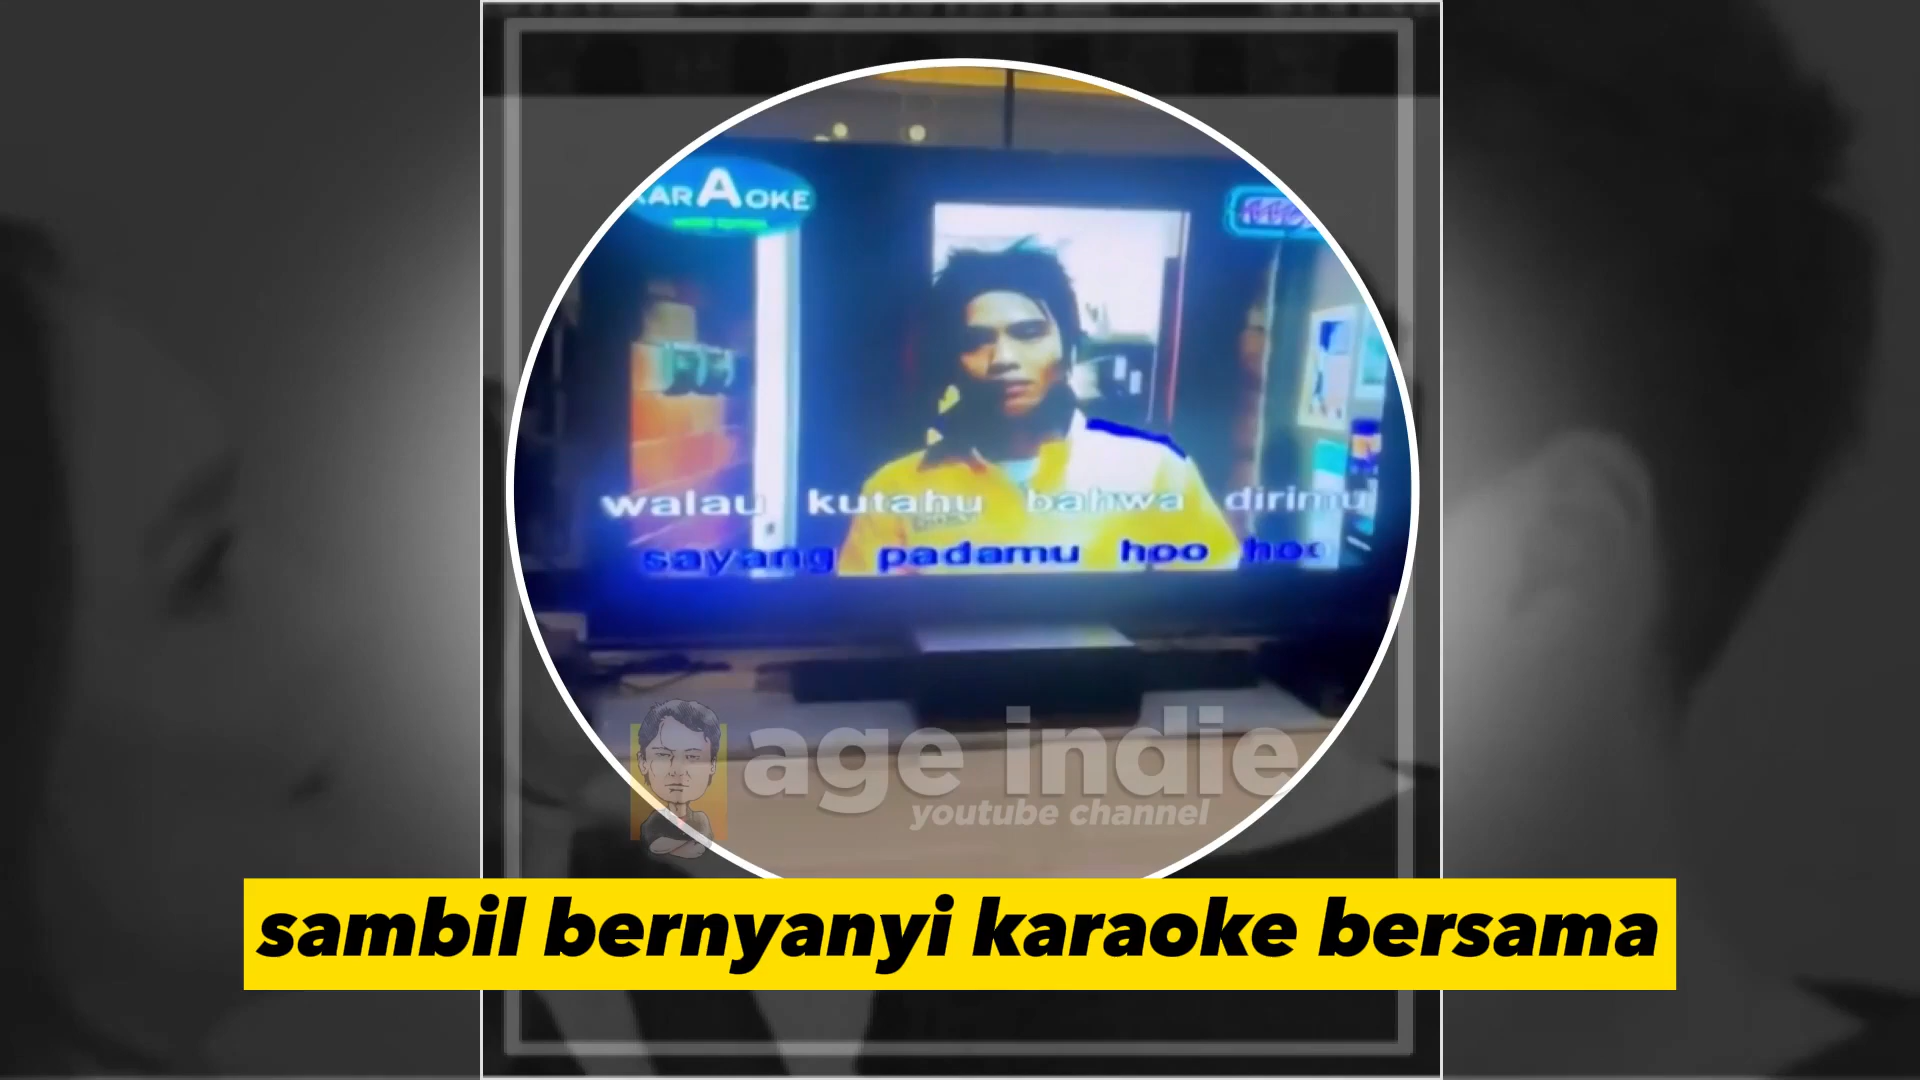 KARAOKE
walau kutahu bahwa dirimu
sayang padamu hoo hoo
age indie
youtube channel
sambil bernyanyi karaoke bersama